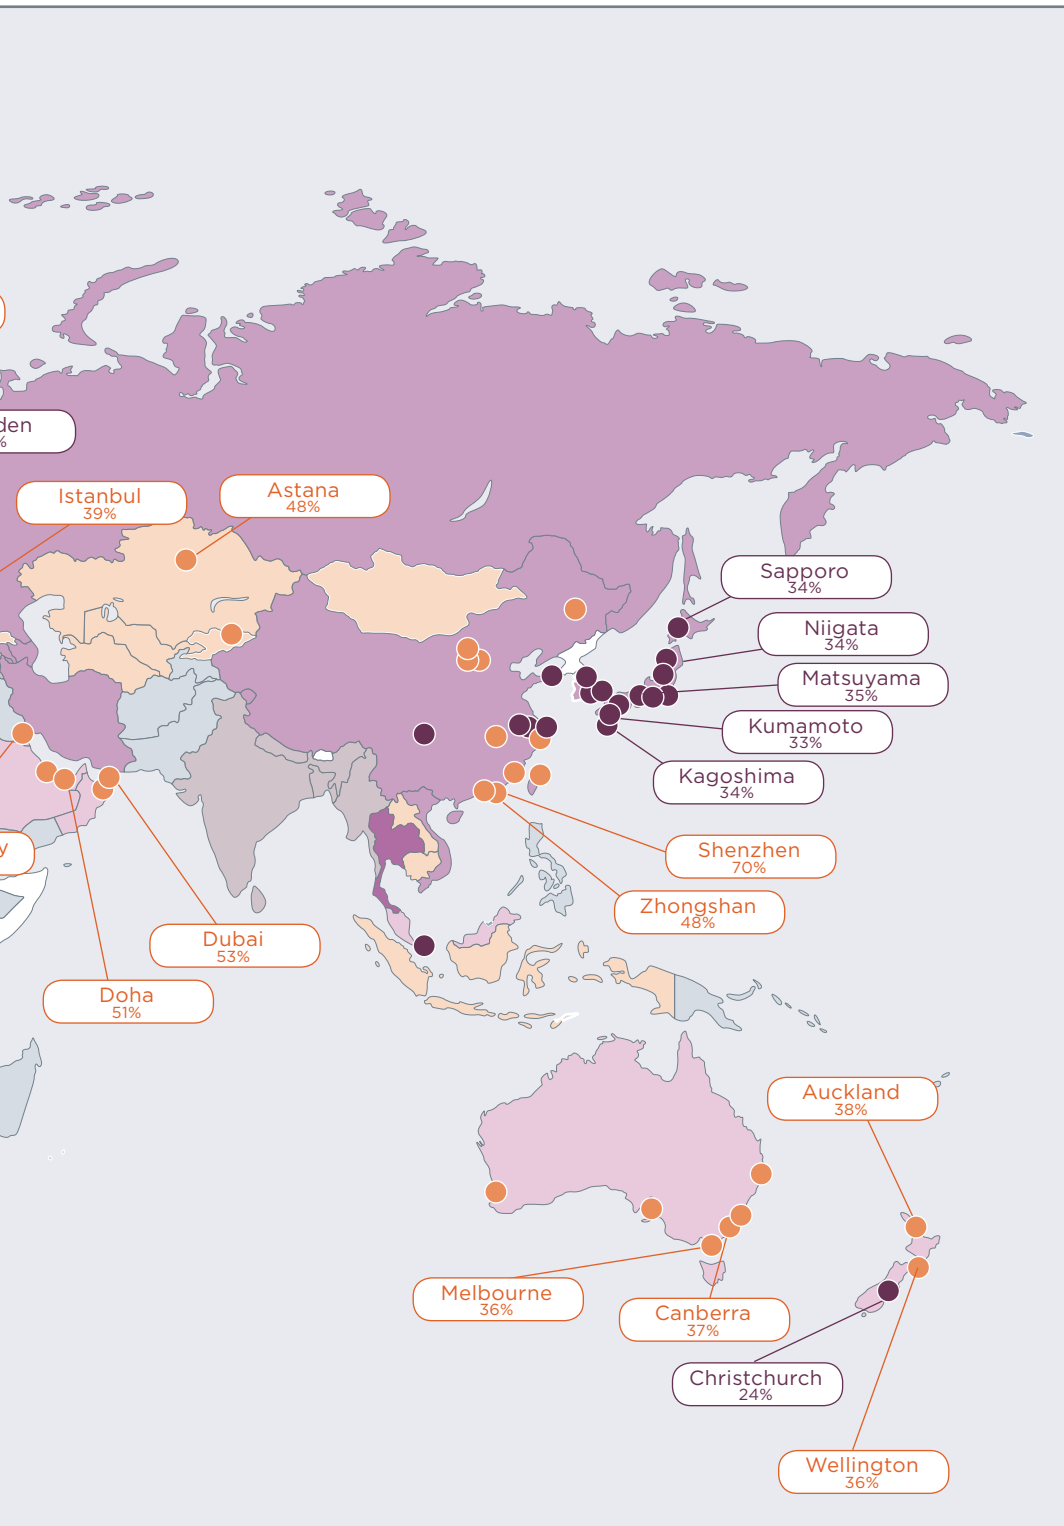 den
%
Istanbul
39%
Astana
48%
Sapporo
34%
Niigata
34%
Matsuyama
35%
Kumamoto
33%
Kagoshima
34%
Shenzhen
70%
y
Zhongshan
48%
Dubai
53%
Doha
51%
Auckland
38%
Melbourne
36%
Canberra
37%
Christchurch
24%
Wellington
36%